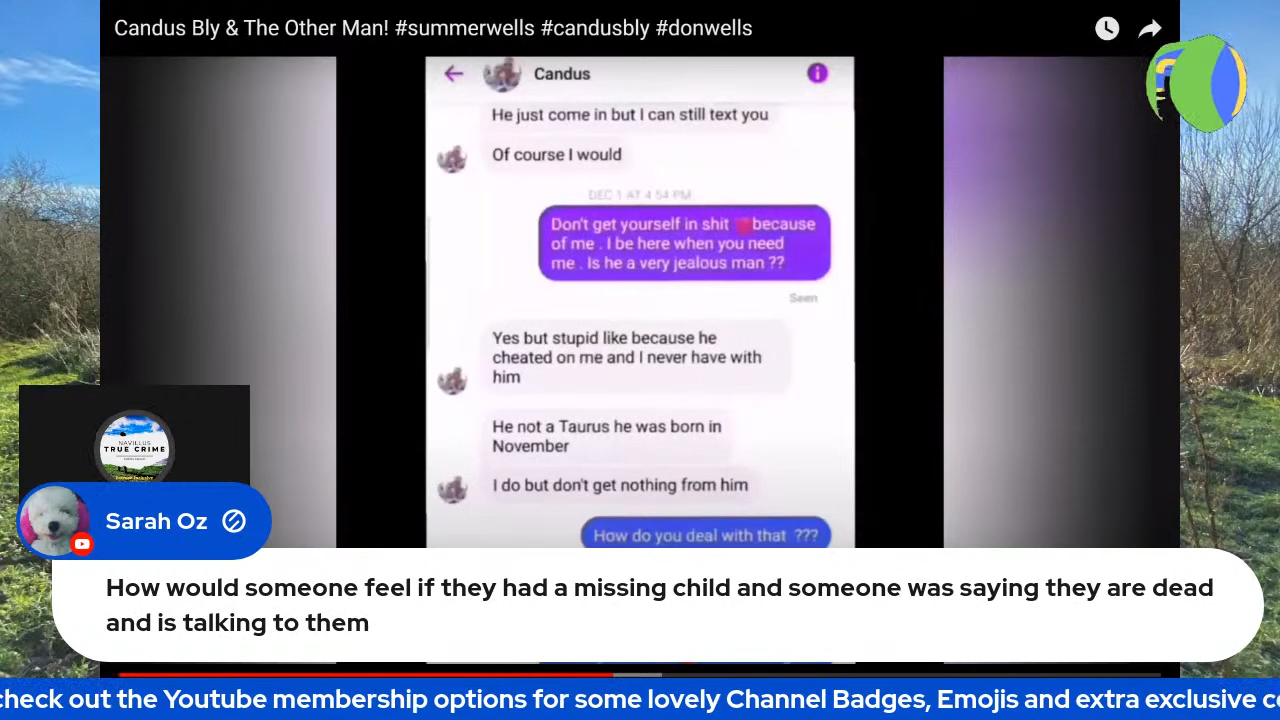 Candus Bly & The Other Man! #summerwells #candusbly #donwells
Candus
He just come in but I can still text you
Of course I would
DEC 1 AT 4:54 PM
Don't get yourself in shit because
of me . I be here when you need
me . Is he a very jealous man ??
Seen
Yes but stupid like because he
cheated on me and I never have with
him
He not a Taurus he was born in
November
I do but don't get nothing from him
How do you deal with that ???
NAVILLUS
TRUE CRIME
Sarah Oz
How would someone feel if they had a missing child and someone was saying they are dead
and is talking to them
check out the Youtube membership options for some lovely Channel Badges, Emojis and extra exclusive